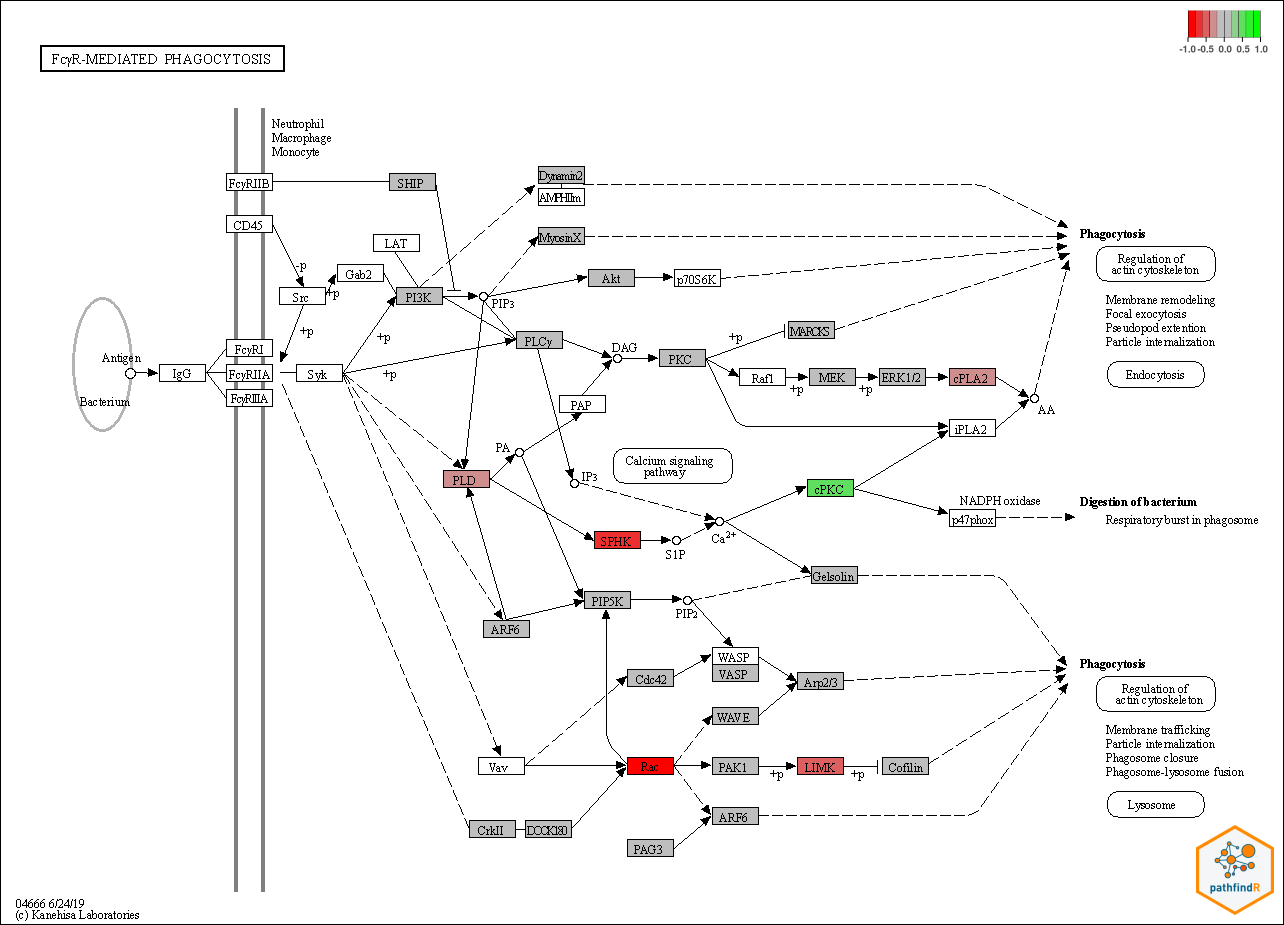 -1.0 -0.5 0.0 0.5 1.0
FcγR-MEDIATED PHAGOCYTOSIS
Neutrophil
Macrophage
Monocyte
FcγRIIB
SHIP
Dynamin2
AMPHIIm
CD45
LAT
MyosinX
Phagocytosis
Regulation of
actin cytoskeleton
-p
Gab2
Akt
p70S6K
Src
+p
PI3K
PIP3
Membrane remodeling
Focal exocytosis
Pseudopod extention
Particle internalization
+p
+p
PLCγ
+p
MARCKS
DAG
PKC
Antigen
FcγRI
IgG
FcγRIIA
Syk
+p
Raf1
+p
MEK
+p
ERK1/2
cPLA2
Endocytosis
Bacterium
FcγRIIIA
PAP
AA
iPLA2
PA
Calcium signaling
pathway
PLD
IP3
cPKC
NADPH oxidase
p47phox
Digestion of bacterium
Respiratory burst in phagosome
SPHK
S1P
Ca2+
Gelsolin
PIP5K
PIP2
ARF6
WASP
VASP
Cdc42
Arp2/3
Phagocytosis
Regulation of
actin cytoskeleton
WAVE
Membrane trafficking
Particle internalization
Phagosome closure
Phagosome-lysosome fusion
Vav
Rac
PAK1
+p
LIMK
+p
Cofilin
Lysosome
CrkII
DOCK180
ARF6
PAG3
pathfindR
04666 6/24/19
(c) Kanehisa Laboratories